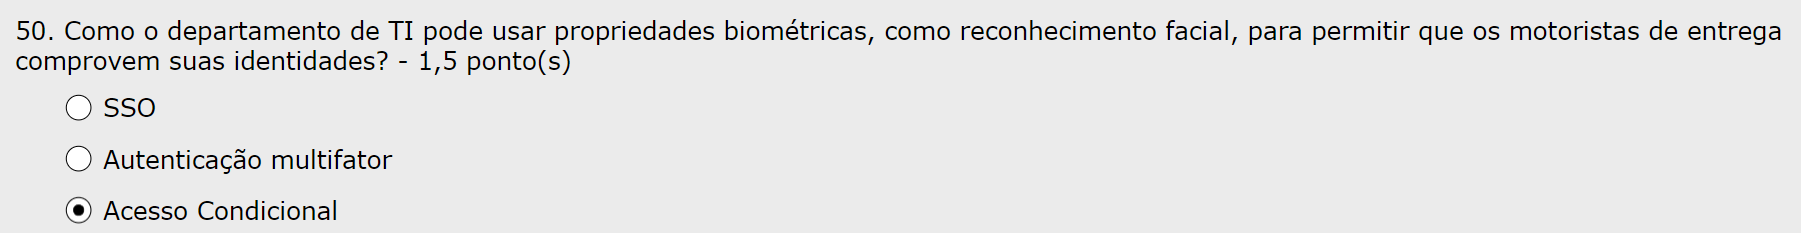 50. Como o departamento de TI pode usar propriedades biométricas, como reconhecimento facial, para permitir que os motoristas de entrega
comprovem suas identidades? - 1,5 ponto(s)
SSO
Autenticação multifator
Acesso Condicional